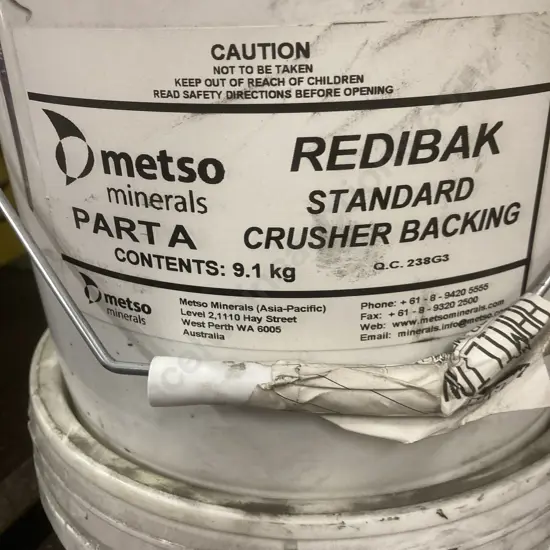 CAUTION
NOT TO BE TAKEN
KEEP OUT OF REACH OF CHILDREN
READ SAFETY DIRECTIONS BEFORE OPENING
metso
minerals
REDIBAK
STANDARD
CRUSHER BACKING
PART A
CONTENTS: 9.1 kg
Q.C. 238G3
metso
minerals
Metso Minerals (Asia-Pacific)
Level 2,1110 Hay Street
West Perth WA 6005
Australia
Phone: + 61 - 8 - 9420 5555
Fax: + 61 - 8 - 9320 2500
Web: www.metsominerals.com
Email: minerals.info@metso